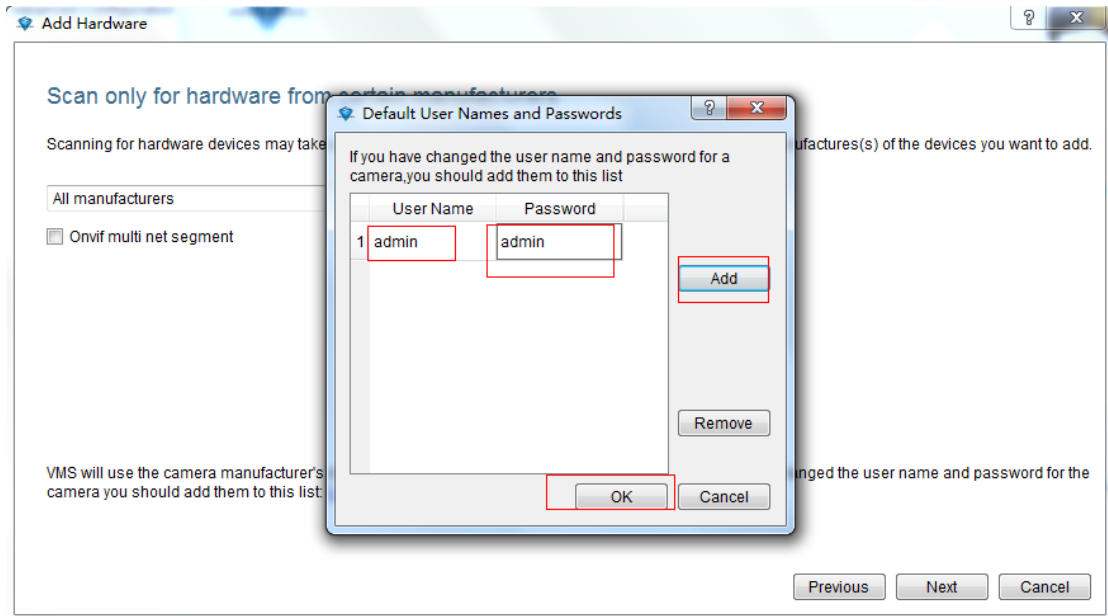 Add Hardware
Scan only for hardware from certain manufacturers
Default User Names and Passwords
Scanning for hardware devices may take
ufactures(s) of the devices you want to add.
If you have changed the user name and password for a
camera,you should add them to this list
All manufacturers
User Name Password
Onvif multi net segment
1 admin admin
Add
Remove
VMS will use the camera manufacturer's
nged the user name and password for the
camera you should add them to this list:
OK Cancel
Previous Next Cancel